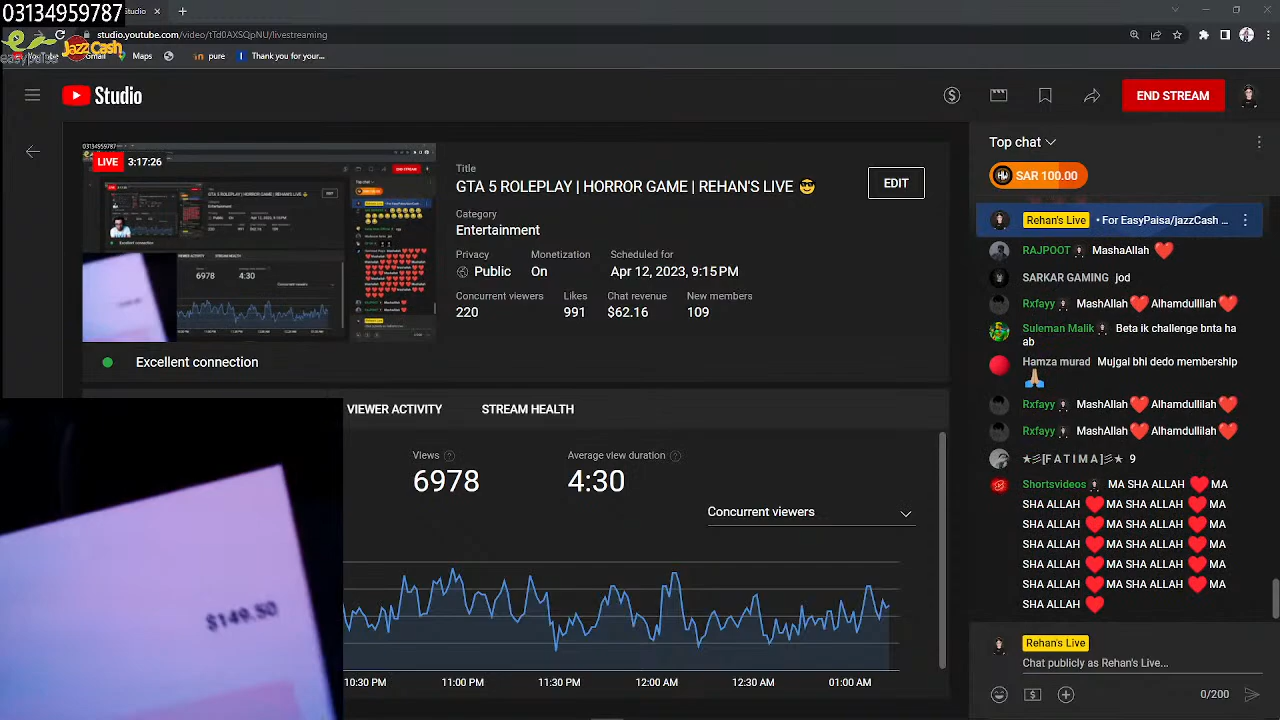 03134959787
Studio
studio.youtube.com/video/tTd0AXSQpNU/livestreaming
easypaisa
JazzCash
YouTube
Gmail
Maps
pure
Thank you for your...
Studio
END STREAM
LIVE 3:17:26
Title
GTA 5 ROLEPLAY | HORROR GAME | REHAN'S LIVE 😎
EDIT
Category
Entertainment
Privacy Monetization Scheduled for
Public On Apr 12, 2023, 9:15 PM
Concurrent viewers Likes Chat revenue New members
220 991 $62.16 109
Excellent connection
VIEWER ACTIVITY STREAM HEALTH
Views Average view duration
6978 4:30
Concurrent viewers
10:30 PM 11:00 PM 11:30 PM 12:00 AM 12:30 AM 01:00 AM
$149.50
Top chat
SAR 100.00
Rehan's Live • For EasyPaisa/jazzCash ...
RAJPOOT MashaAllah ❤️
SARKAR GAMING Jod
Rxfayy MashAllah❤️Alhamdullilah❤️
Suleman Malik Bhai ik challenge bnta ha
ab
Hamza murad Mujgai bhi dedo membership
🙏
Rxfayy MashAllah❤️Alhamdullilah❤️
Rxfayy MashAllah❤️Alhamdullilah❤️
★彡[F A T I M A]彡★ 9
Shortsvideos MA SHA ALLAH ❤️MA
SHA ALLAH ❤️MA SHA ALLAH ❤️MA
SHA ALLAH ❤️MA SHA ALLAH ❤️MA
SHA ALLAH ❤️MA SHA ALLAH ❤️MA
SHA ALLAH ❤️MA SHA ALLAH ❤️MA
SHA ALLAH ❤️MA SHA ALLAH ❤️MA
SHA ALLAH ❤️
Rehan's Live
Chat publicly as Rehan's Live...
0/200